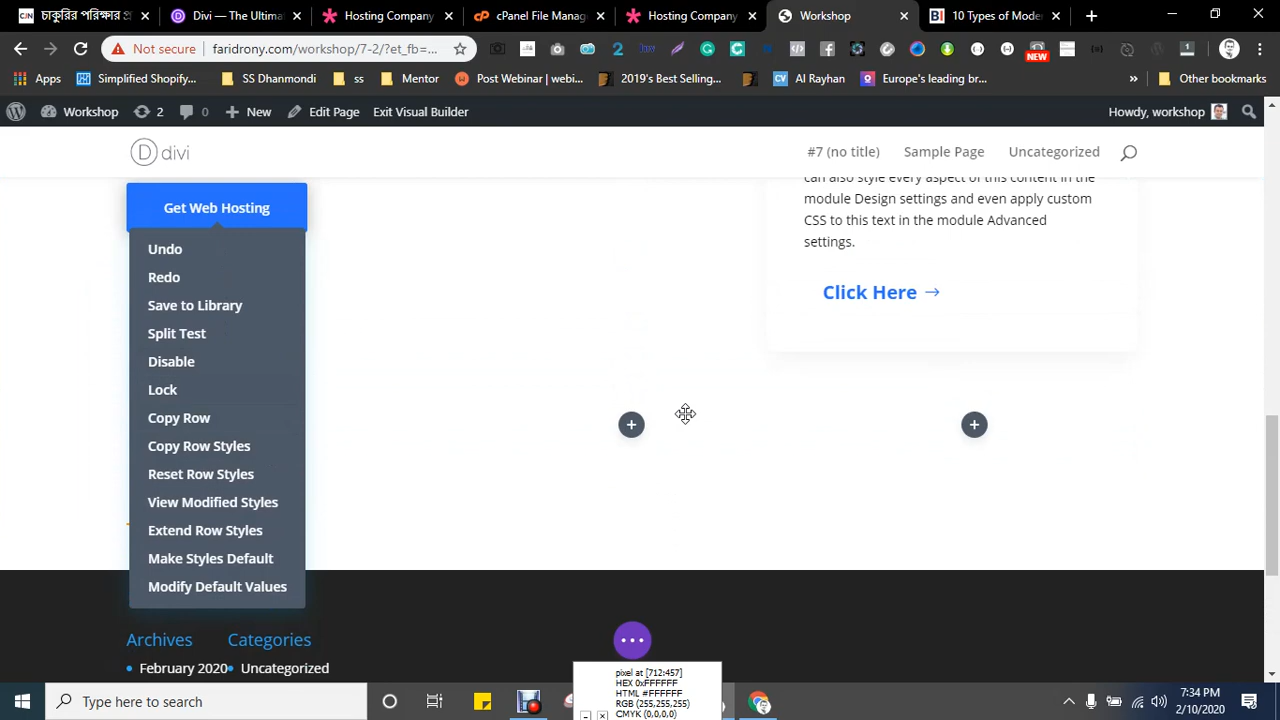 চাকুরির পরীক্ষার প্র
Divi — The Ultima
Hosting Company
cPanel File Manag
Hosting Company
Workshop
10 Types of Mode
Not secure
faridrony.com/workshop/7-2/?et_fb=...
NEW
Apps
Simplified Shopify...
SS Dhanmondi
ss
Mentor
Post Webinar | webi...
2019's Best Selling...
CV
Al Rayhan
Europe's leading br...
»
Other bookmarks
Workshop
2
0
New
Edit Page
Exit Visual Builder
Howdy, workshop
D divi
#7 (no title)
Sample Page
Uncategorized
can also style every aspect of this content in the
module Design settings and even apply custom
CSS to this text in the module Advanced
settings.
Click Here →
Get Web Hosting
Undo
Redo
Save to Library
Split Test
Disable
Lock
Copy Row
Copy Row Styles
Reset Row Styles
View Modified Styles
Extend Row Styles
Make Styles Default
Modify Default Values
Archives
Categories
February 2020
Uncategorized
pixel at [712:457]
HEX 0xFFFFFF
HTML #FFFFFF
RGB (255,255,255)
CMYK (0,0,0,0)
Type here to search
7:34 PM
2/10/2020